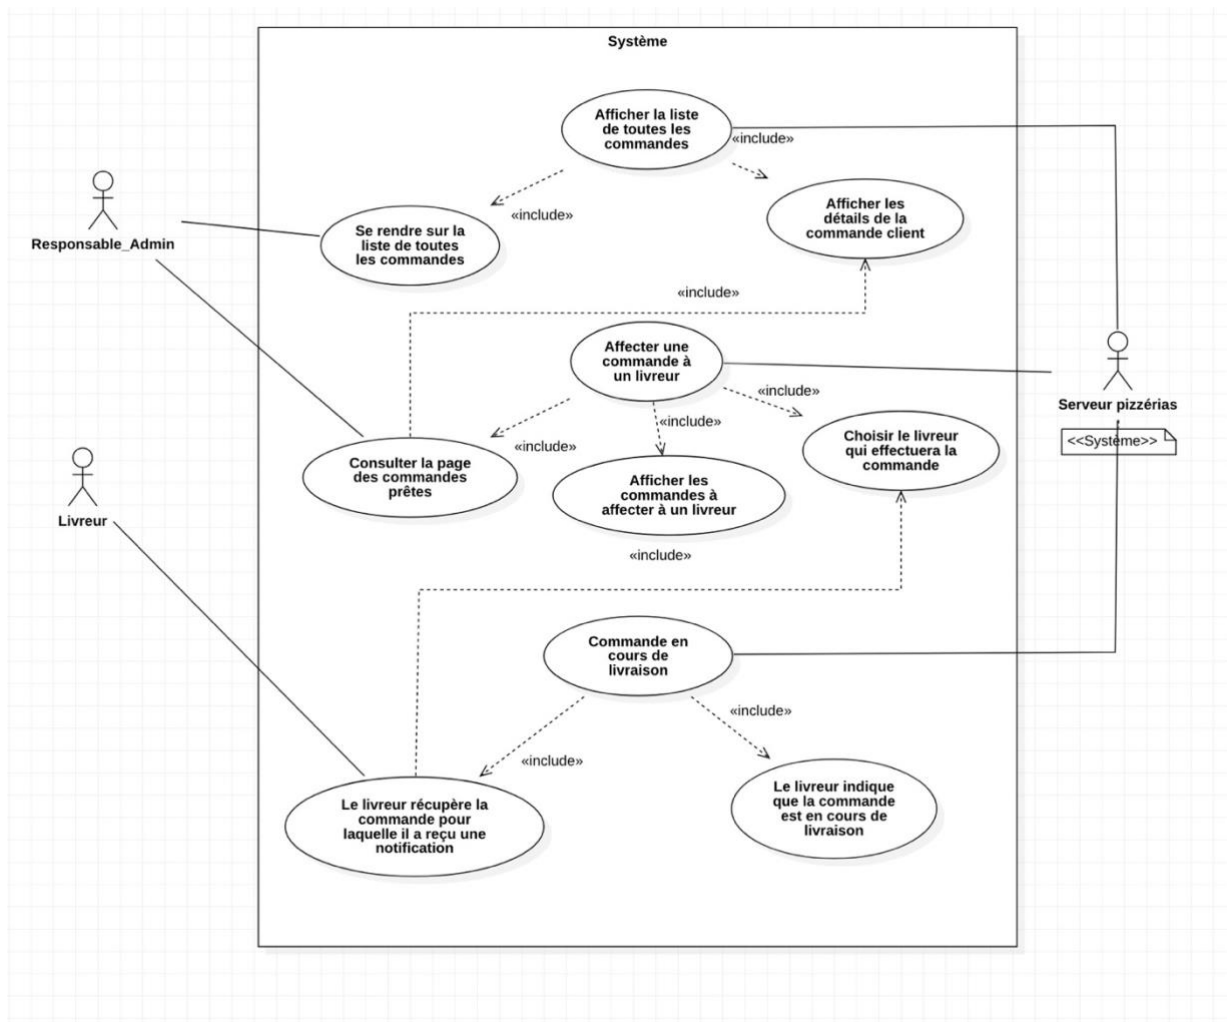 Système
Afficher la liste
de toutes les
commandes
«include»
«include»
Responsable_Admin
Se rendre sur la
liste de toutes
les commandes
Afficher les
détails de la
commande client
«include»
Affecter une
commande à
un livreur
«include»
«include»
«include»
Serveur pizzérias
<<Système>>
Choisir le livreur
qui effectuera la
commande
Consulter la page
des commandes
prêtes
Afficher les
commandes à
affecter à un livreur
Livreur
«include»
Commande en
cours de
livraison
«include»
«include»
Le livreur récupère la
commande pour
laquelle il a reçu une
notification
Le livreur indique
que la commande
est en cours de
livraison